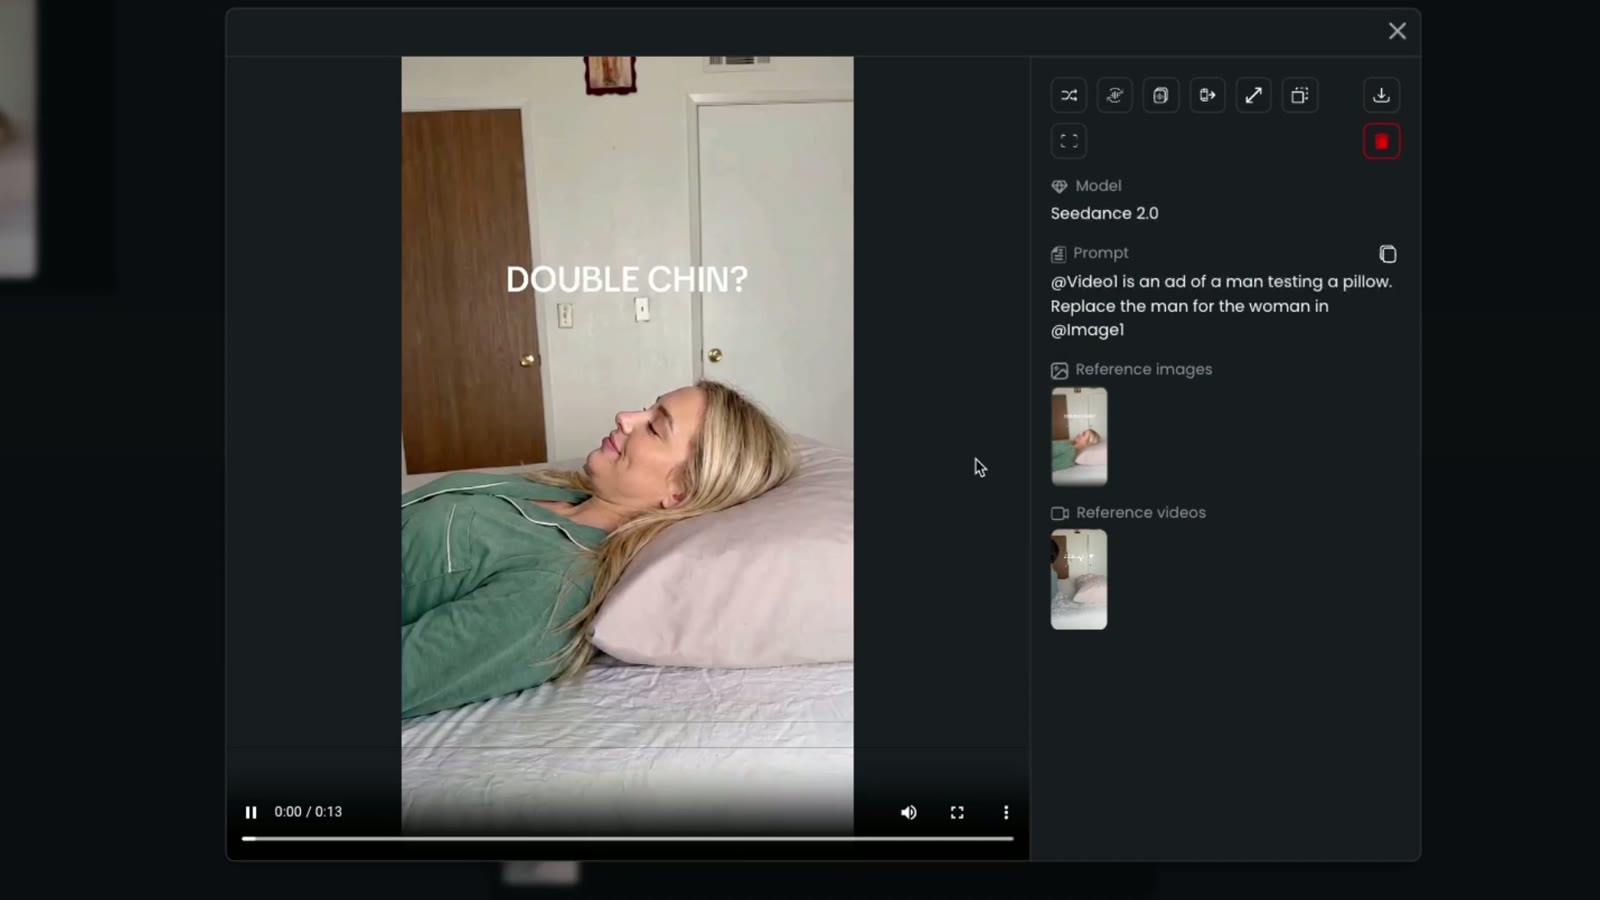 DOUBLE CHIN?
0:00 / 0:13
Model
Seedance 2.0
Prompt
@Video1 is an ad of a man testing a pillow.
Replace the man for the woman in
@Image1
Reference images
Reference videos